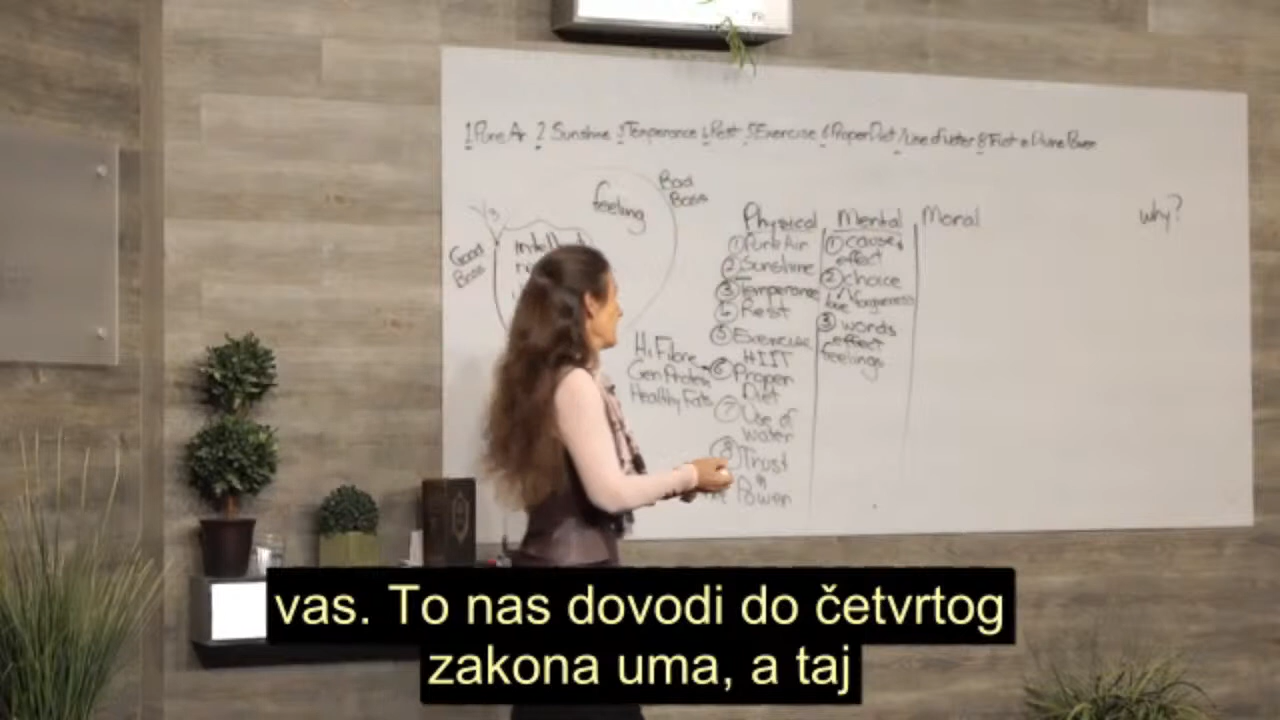 1 Pure Air 2 Sunshine 3 Temperance 4 Rest 5 Exercise 6 Proper Diet 7 Use of Water 8 Trust
Bad
Boss
feeling
Good
Boss
Physical
① Pure Air
② Sunshine
③ Temperance
Rest
⑤ Exercise
HIIT
⑥ Proper
Diet
⑦ Use of
water
⑧ Trust
in
Power
Hi Fibre
Gen Protein
Healthy Fats
Mental
① cause &
effect
② choice
love forgiveness
③ words
effect
feelings
Moral
why?
vas. To nas dovodi do četvrtog
zakona uma, a taj